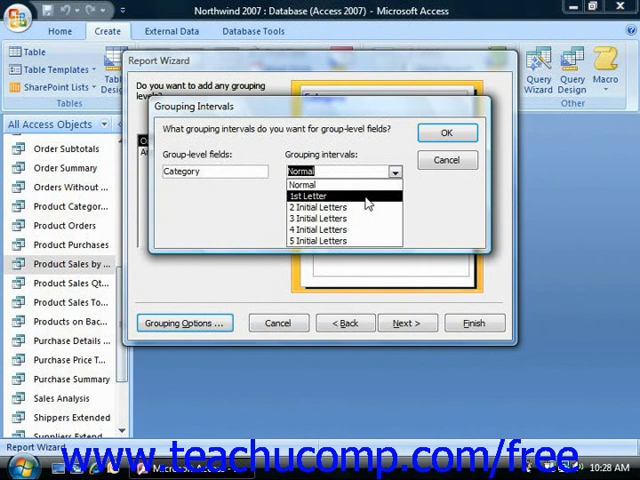 Northwind 2007 : Database (Access 2007) - Microsoft Access
Home Create External Data Database Tools
Table
Table Templates
SharePoint Lists
Tables
Query Wizard
Query Design
Macro
Other
All Access Objects
Order Subtotals
Order Summary
Orders Without ...
Product Categor...
Product Orders
Product Purchases
Product Sales by ...
Product Sales Qt...
Product Sales To...
Products on Bac...
Purchase Details ...
Purchase Price T...
Purchase Summary
Sales Analysis
Shippers Extended
Suppliers Extend...
Report Wizard
Do you want to add any grouping
levels?
Grouping Intervals
What grouping intervals do you want for group-level fields?
Group-level fields:
Grouping intervals:
Category
Normal
Normal
1st Letter
2 Initial Letters
3 Initial Letters
4 Initial Letters
5 Initial Letters
OK
Cancel
Grouping Options ...
Cancel
< Back
Next >
Finish
Report Wizard
www.teachucomp.com/free
10:28 AM